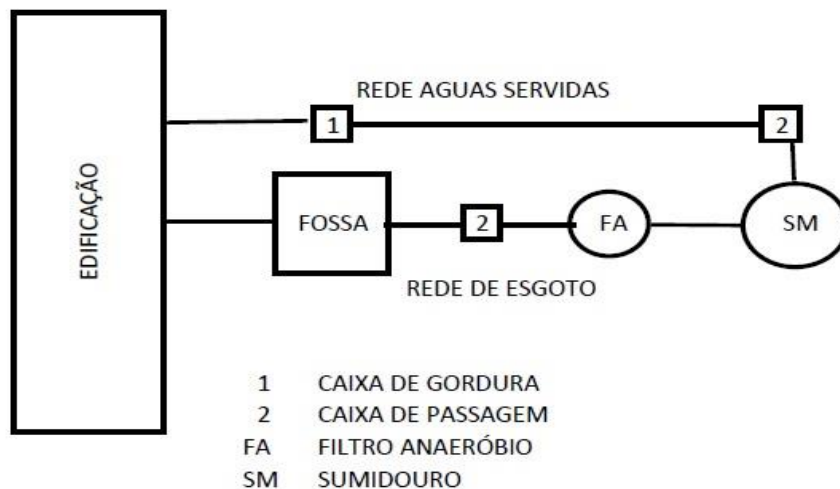 EDIFICAÇÃO
REDE AGUAS SERVIDAS
1
2
FOSSA
2
FA
SM
REDE DE ESGOTO
1 CAIXA DE GORDURA
2 CAIXA DE PASSAGEM
FA FILTRO ANAERÓBIO
SM SUMIDOURO